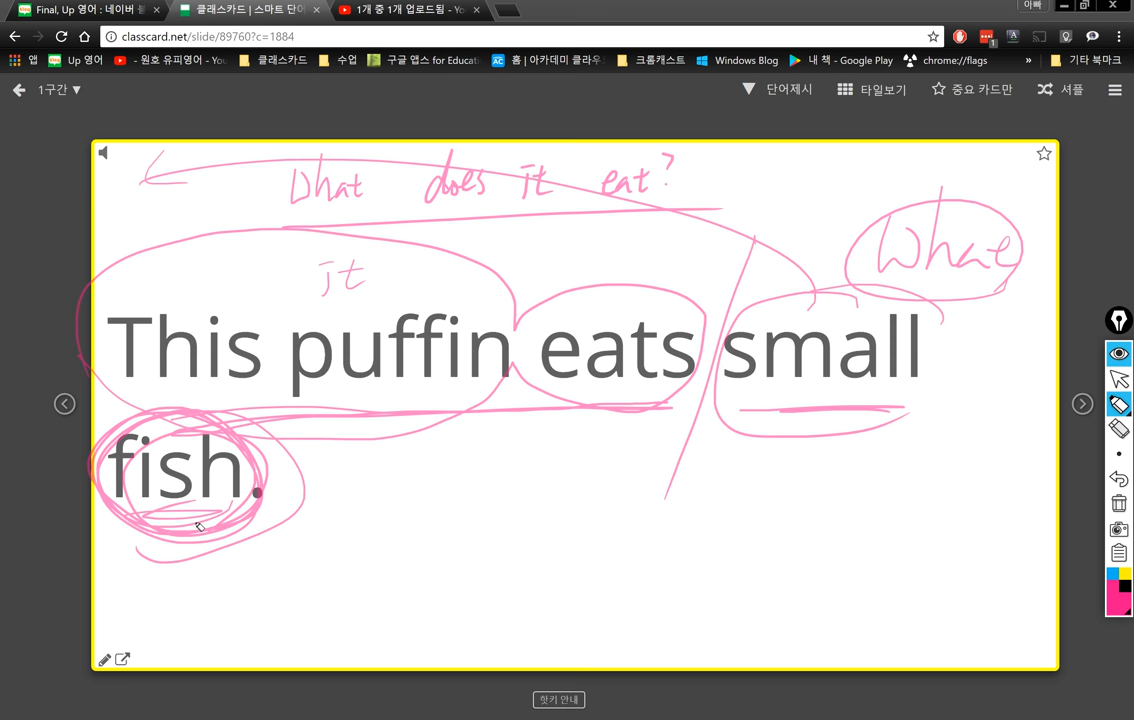 Final, Up 영어 : 네이버 블
클래스카드 | 스마트 단어
1개 중 1개 업로드됨 - Yo
아빠
classcard.net/slide/89760?c=1884
앱
Up 영어
- 원호 유피영어 - You
클래스카드
수업
구글 앱스 for Educati
홈 | 아카데미 클라우
크롬캐스트
Windows Blog
내 책 - Google Play
chrome://flags
»
기타 북마크
1구간 ▼
단어제시
타일보기
중요 카드만
셔플
What does it eat?
What
it
This puffin eats small
fish.
핫키 안내